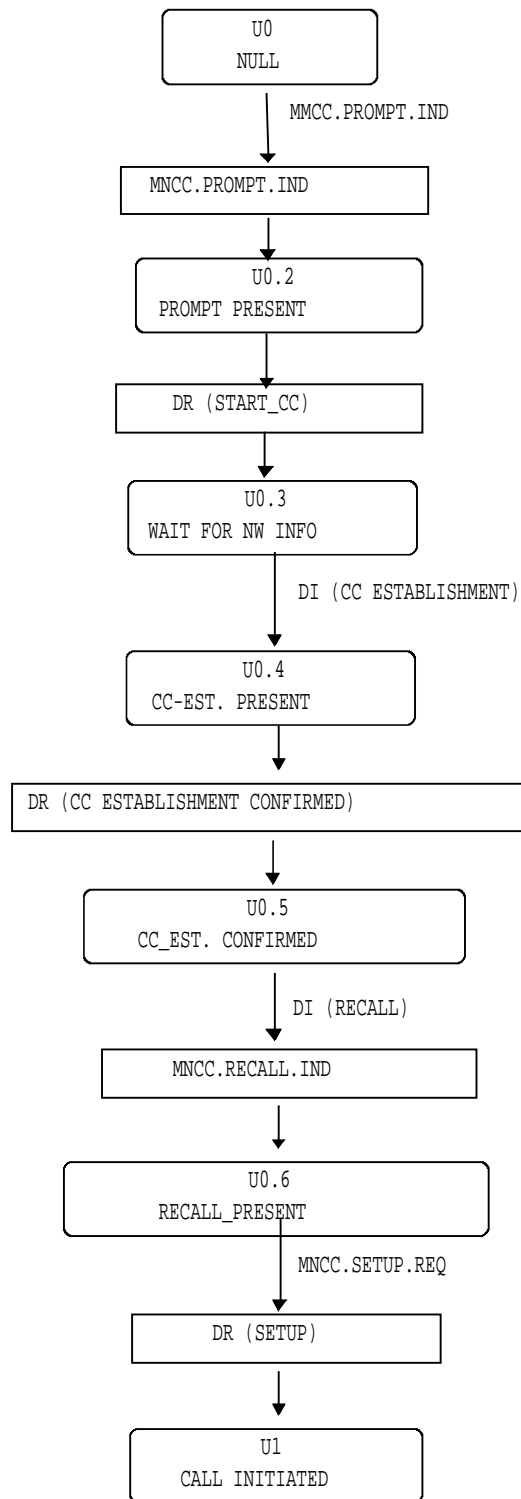 U0
NULL
MMCC.PROMPT.IND
MNCC.PROMPT.IND
U0.2
PROMPT PRESENT
DR (START_CC)
U0.3
WAIT FOR NW INFO
DI (CC ESTABLISHMENT)
U0.4
CC-EST. PRESENT
DR (CC ESTABLISHMENT CONFIRMED)
U0.5
CC_EST. CONFIRMED
DI (RECALL)
MNCC.RECALL.IND
U0.6
RECALL_PRESENT
MNCC.SETUP.REQ
DR (SETUP)
U1
CALL INITIATED